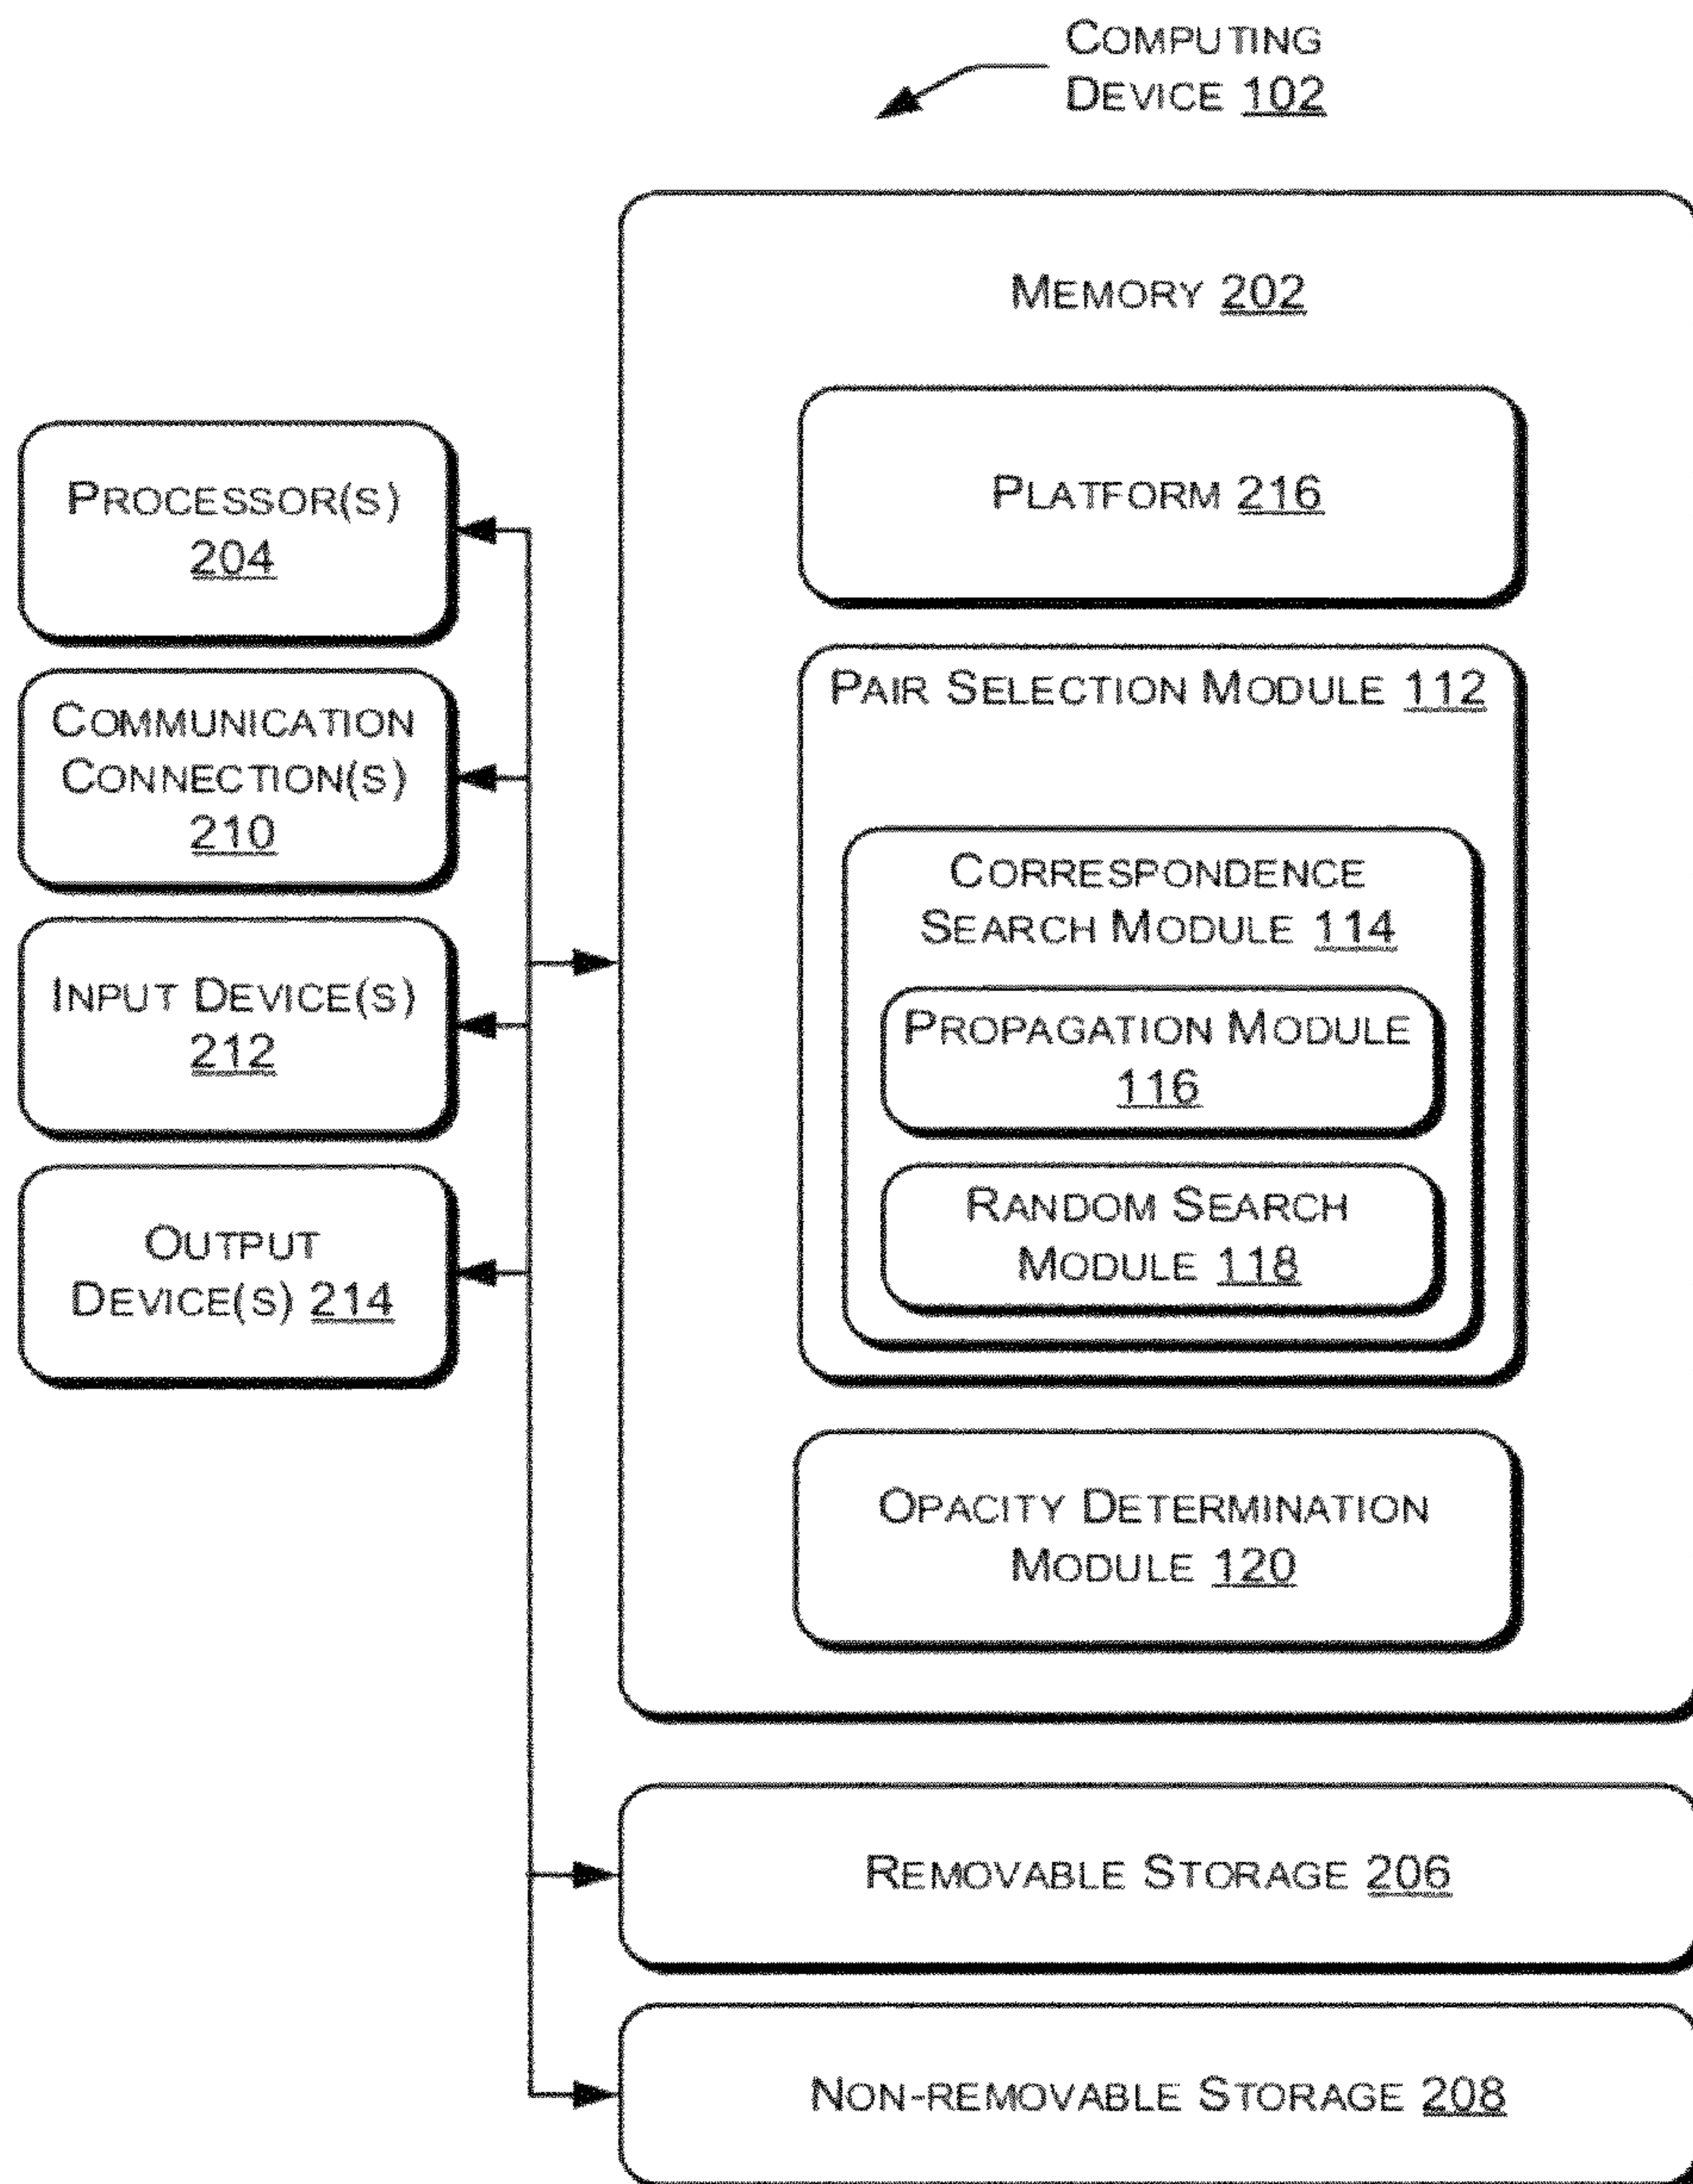 COMPUTING
DEVICE 102
MEMORY 202
PLATFORM 216
PROCESSOR(S)
204
COMMUNICATION
CONNECTION(S)
210
INPUT DEVICE(S)
212
OUTPUT
DEVICE(S) 214
PAIR SELECTION MODULE 112
CORRESPONDENCE
SEARCH MODULE 114
PROPAGATION MODULE
116
RANDOM SEARCH
MODULE 118
OPACITY DETERMINATION
MODULE 120
REMOVABLE STORAGE 206
NON-REMOVABLE STORAGE 208